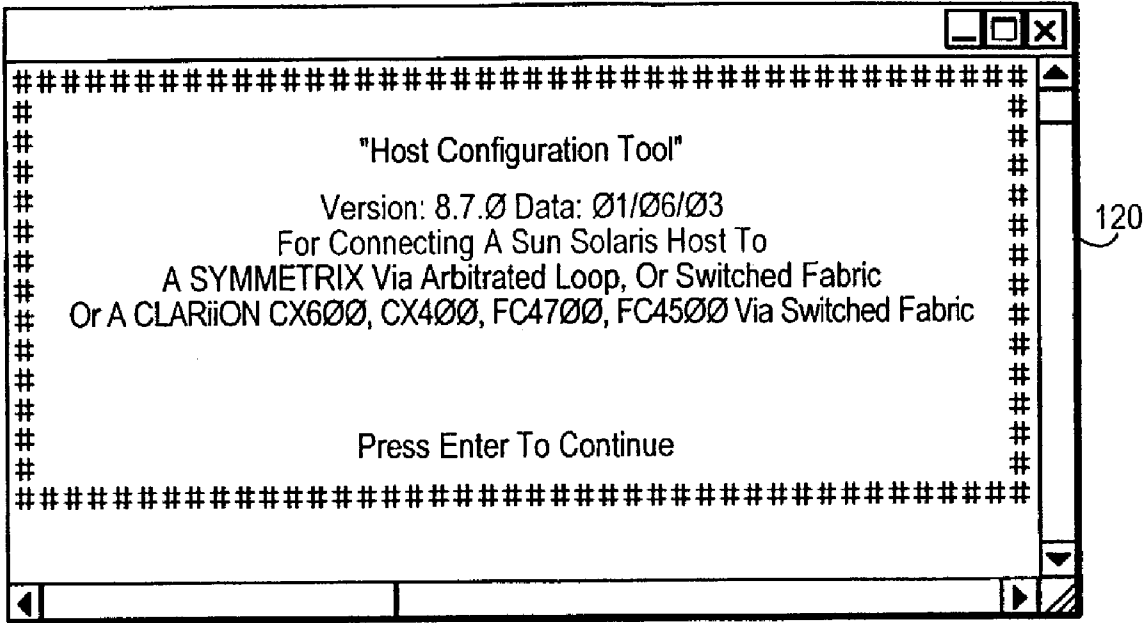 ##########################################
"Host Configuration Tool"
Version: 8.7.Ø Data: Ø1/Ø6/Ø3
For Connecting A Sun Solaris Host To
A SYMMETRIX Via Arbitrated Loop, Or Switched Fabric
Or A CLARiiON CX6ØØ, CX4ØØ, FC47ØØ, FC45ØØ Via Switched Fabric
Press Enter To Continue
##########################################
120